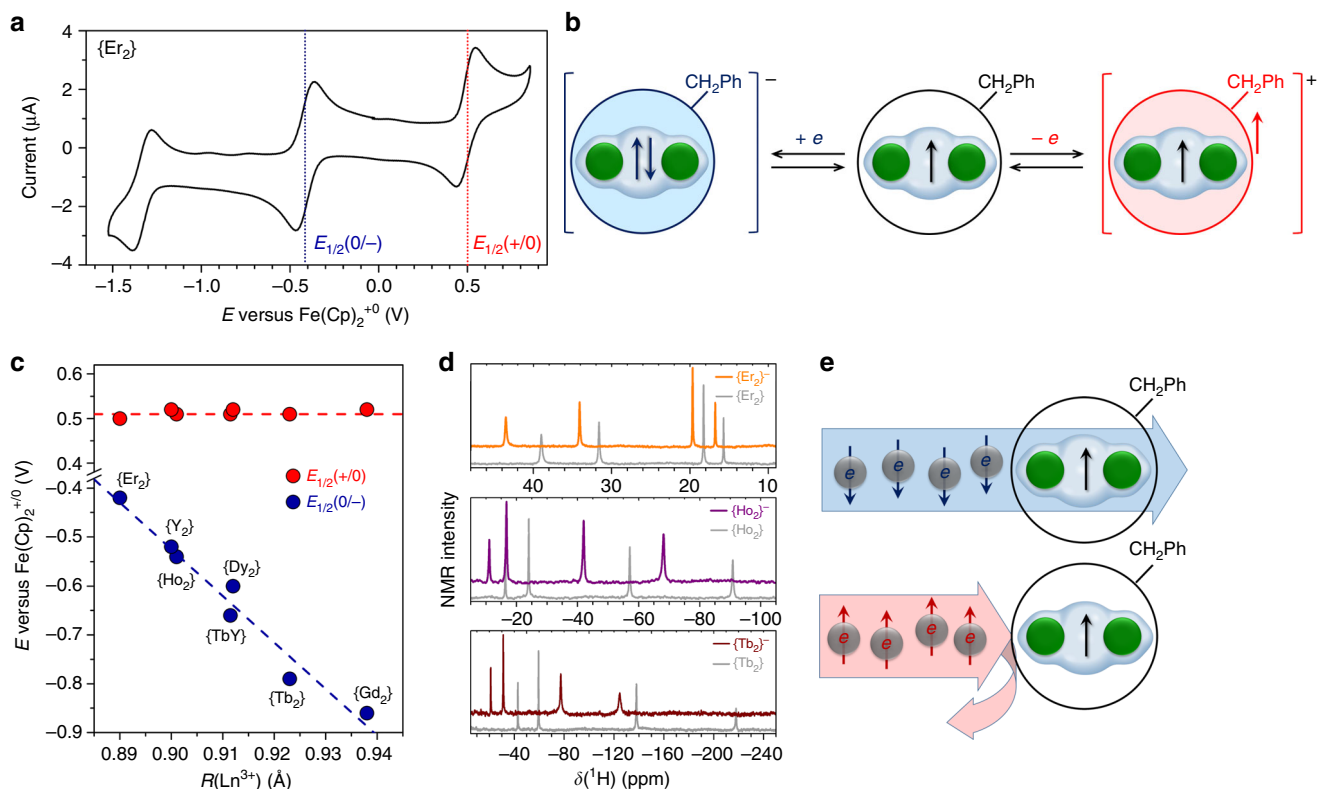 a
{Er₂}
4
2
0
−2
−4
Current (μA)
E₁/₂(0/−)
E₁/₂(+/0)
−1.5
−1.0
−0.5
0.0
0.5
E versus Fe(Cp)₂⁺⁰ (V)
b
CH₂Ph
−
+ e
CH₂Ph
− e
CH₂Ph
+
c
0.6
0.5
0.4
−0.4
−0.5
−0.6
−0.7
−0.8
−0.9
E versus Fe(Cp)₂⁺/⁰ (V)
E₁/₂(+/0)
E₁/₂(0/−)
{Er₂}
{Y₂}
{Ho₂}
{Dy₂}
{TbY}
{Tb₂}
{Gd₂}
0.89
0.90
0.91
0.92
0.93
0.94
R(Ln³⁺) (Å)
d
NMR intensity
{Er₂}⁻
{Er₂}
40
30
20
10
{Ho₂}⁻
{Ho₂}
−20
−40
−60
−80
−100
{Tb₂}⁻
{Tb₂}
−40
−80
−120
−160
−200
−240
δ(¹H) (ppm)
e
CH₂Ph
e
e
e
e
CH₂Ph
e
e
e
e